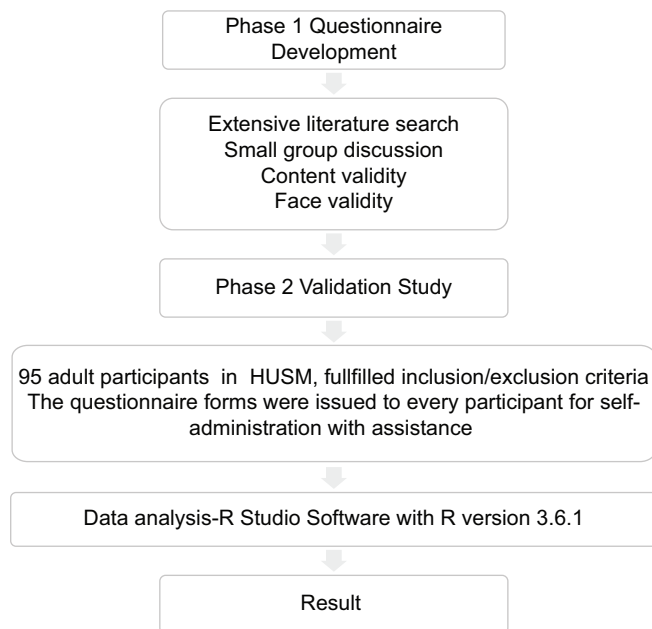 Phase 1 Questionnaire
Development
Extensive literature search
Small group discussion
Content validity
Face validity
Phase 2 Validation Study
95 adult participants in HUSM, fullfilled inclusion/exclusion criteria
The questionnaire forms were issued to every participant for self-
administration with assistance
Data analysis-R Studio Software with R version 3.6.1
Result